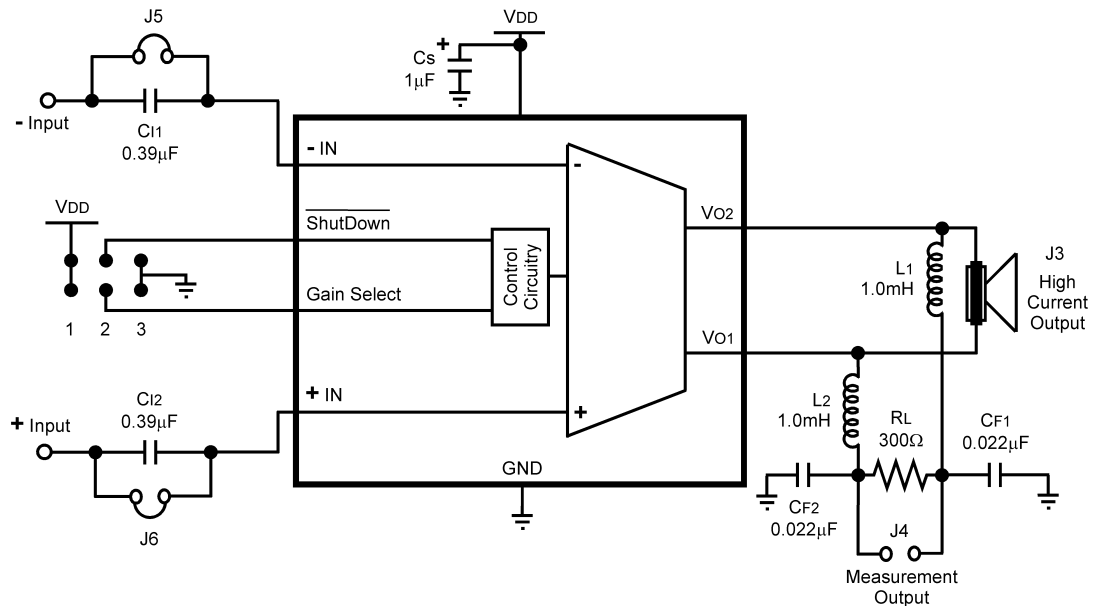 J5
- Input
CI1
0.39μF
VDD
+
CS
1μF
- IN
-
VDD
ShutDown
Gain Select
Control
Circuitry
1 2 3
VO2
VO1
L1
1.0mH
J3
High
Current
Output
+ Input
CI2
0.39μF
J6
+ IN
+
GND
L2
1.0mH
RL
300Ω
CF1
0.022μF
CF2
0.022μF
J4
Measurement
Output